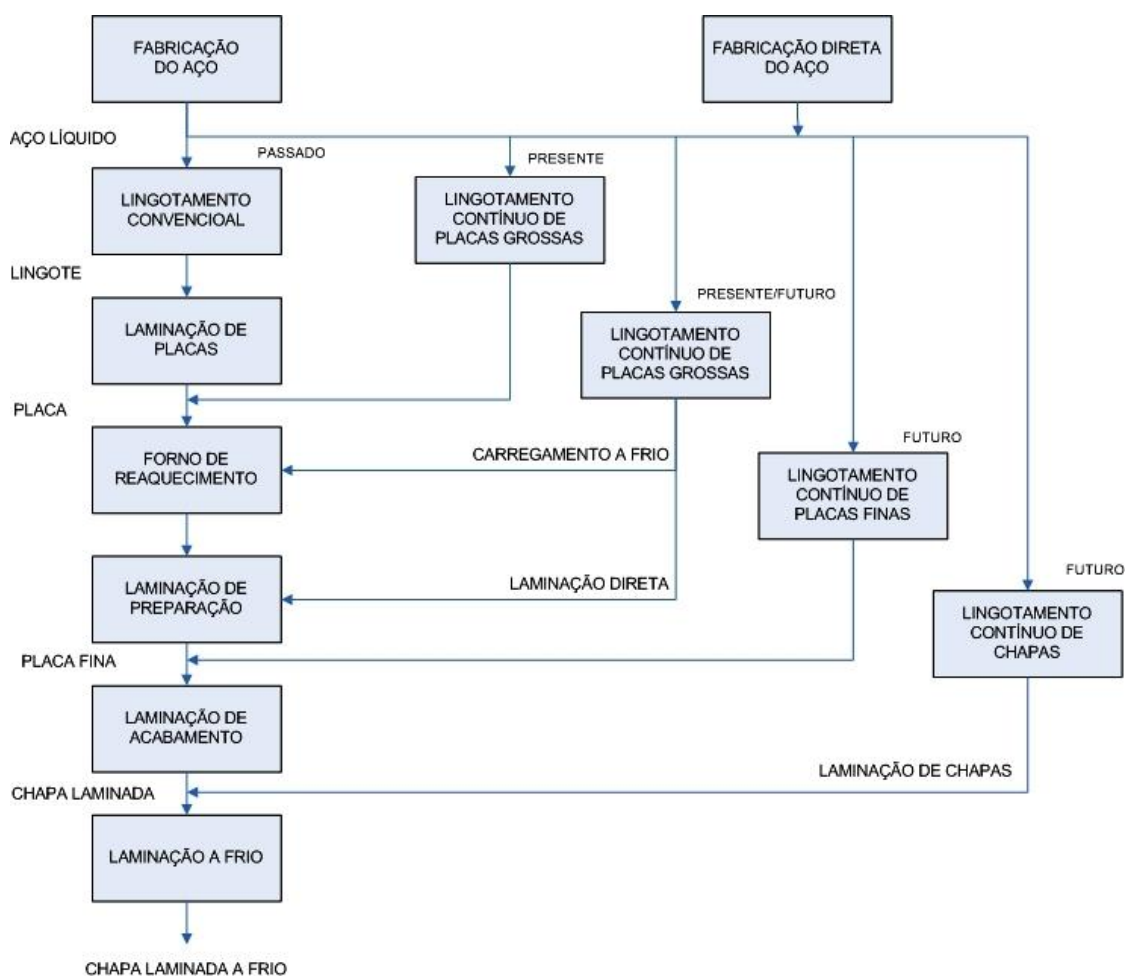 FABRICAÇÃO
DO AÇO
FABRICAÇÃO DIRETA
DO AÇO
AÇO LÍQUIDO
PASSADO
PRESENTE
LINGOTAMENTO
CONVENCIOAL
LINGOTAMENTO
CONTÍNUO DE
PLACAS GROSSAS
LINGOTE
PRESENTE/FUTURO
LAMINAÇÃO DE
PLACAS
LINGOTAMENTO
CONTÍNUO DE
PLACAS GROSSAS
PLACA
FORNO DE
REAQUECIMENTO
CARREGAMENTO A FRIO
FUTURO
LINGOTAMENTO
CONTÍNUO DE
PLACAS FINAS
LAMINAÇÃO DE
PREPARAÇÃO
LAMINAÇÃO DIRETA
FUTURO
LINGOTAMENTO
CONTÍNUO DE
CHAPAS
PLACA FINA
LAMINAÇÃO DE
ACABAMENTO
LAMINAÇÃO DE CHAPAS
CHAPA LAMINADA
LAMINAÇÃO A FRIO
CHAPA LAMINADA A FRIO